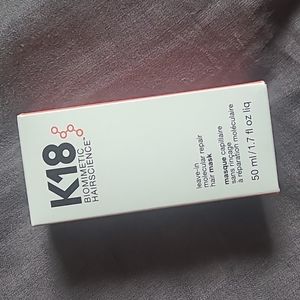 K18
BIOMIMETIC
HAIRSCIENCE
leave-in
molecular repair
hair mask
masque capillaire
sans rinçage
à réparation moléculaire
50 ml/1.7 fl oz liq